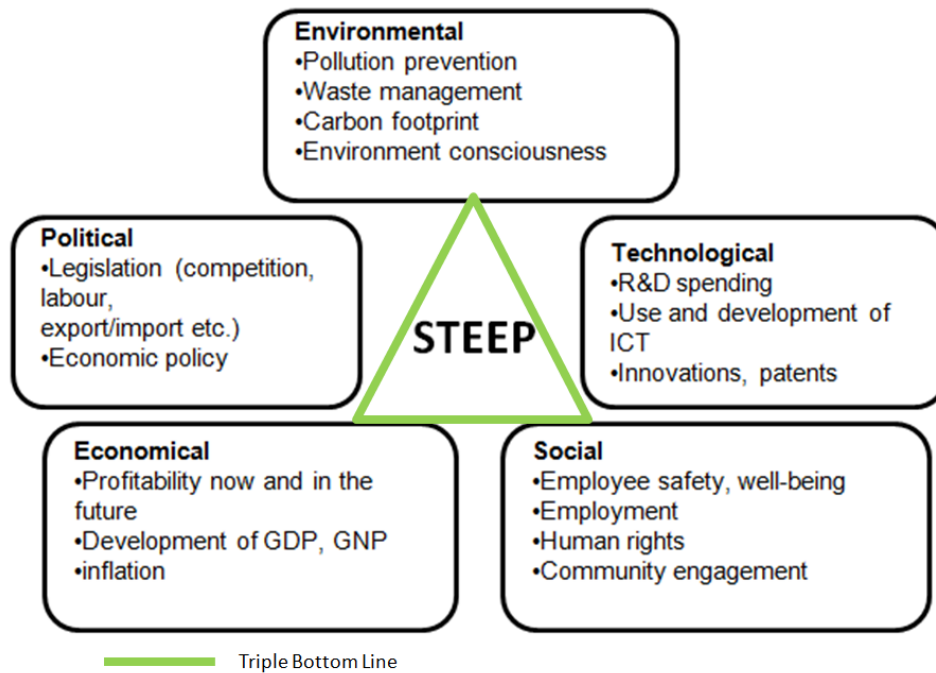 Environmental
•Pollution prevention
•Waste management
•Carbon footprint
•Environment consciousness
Political
•Legislation (competition,
labour,
export/import etc.)
•Economic policy
STEEP
Technological
•R&D spending
•Use and development of
ICT
•Innovations, patents
Economical
•Profitability now and in the
future
•Development of GDP, GNP
•inflation
Social
•Employee safety, well-being
•Employment
•Human rights
•Community engagement
Triple Bottom Line